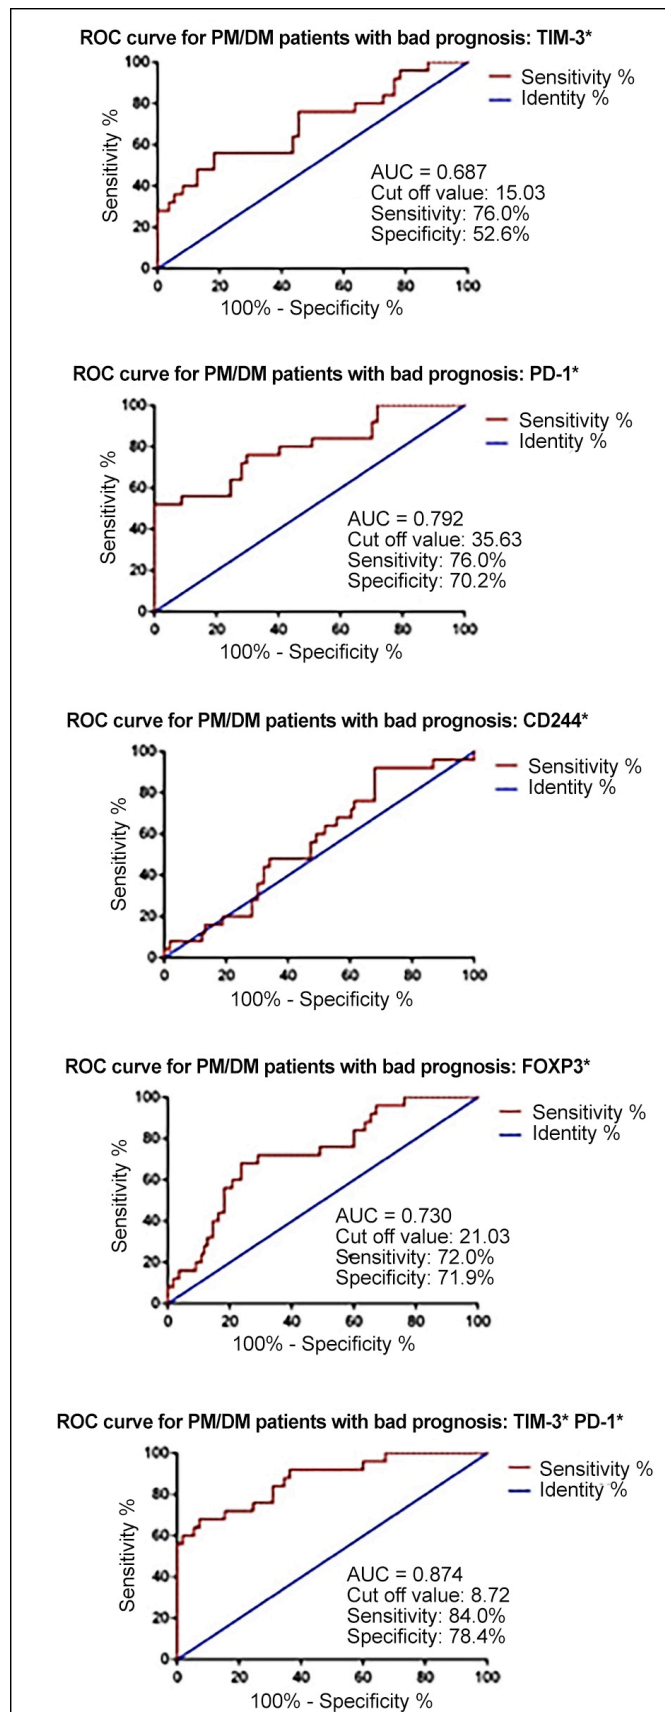 ROC curve for PM/DM patients with bad prognosis: TIM-3*
Sensitivity %
Identity %
Sensitivity %
100
80
60
40
20
0
AUC = 0.687
Cut off value: 15.03
Sensitivity: 76.0%
Specificity: 52.6%
0 20 40 60 80 100
100% - Specificity %
ROC curve for PM/DM patients with bad prognosis: PD-1*
Sensitivity %
Identity %
Sensitivity %
100
80
60
40
20
0
AUC = 0.792
Cut off value: 35.63
Sensitivity: 76.0%
Specificity: 70.2%
0 20 40 60 80 100
100% - Specificity %
ROC curve for PM/DM patients with bad prognosis: CD244*
Sensitivity %
Identity %
Sensitivity %
100
80
60
40
20
0
0 20 40 60 80 100
100% - Specificity %
ROC curve for PM/DM patients with bad prognosis: FOXP3*
Sensitivity %
Identity %
Sensitivity %
100
80
60
40
20
0
AUC = 0.730
Cut off value: 21.03
Sensitivity: 72.0%
Specificity: 71.9%
0 20 40 60 80 100
100% - Specificity %
ROC curve for PM/DM patients with bad prognosis: TIM-3* PD-1*
Sensitivity %
Identity %
Sensitivity %
100
80
60
40
20
0
AUC = 0.874
Cut off value: 8.72
Sensitivity: 84.0%
Specificity: 78.4%
0 20 40 60 80 100
100% - Specificity %